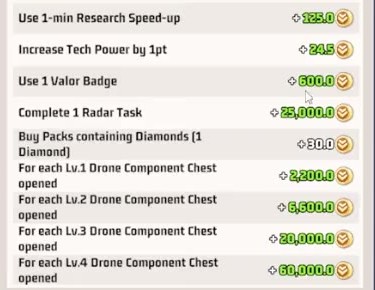 Use 1-min Research Speed-up +125.0
Increase Tech Power by 1pt +24.5
Use 1 Valor Badge +600.0
Complete 1 Radar Task +25,000.0
Buy Packs containing Diamonds (1
Diamond) +30.0
For each Lv.1 Drone Component Chest
opened +2,200.0
For each Lv.2 Drone Component Chest
opened +6,600.0
For each Lv.3 Drone Component Chest
opened +20,000.0
For each Lv.4 Drone Component Chest
opened +60,000.0